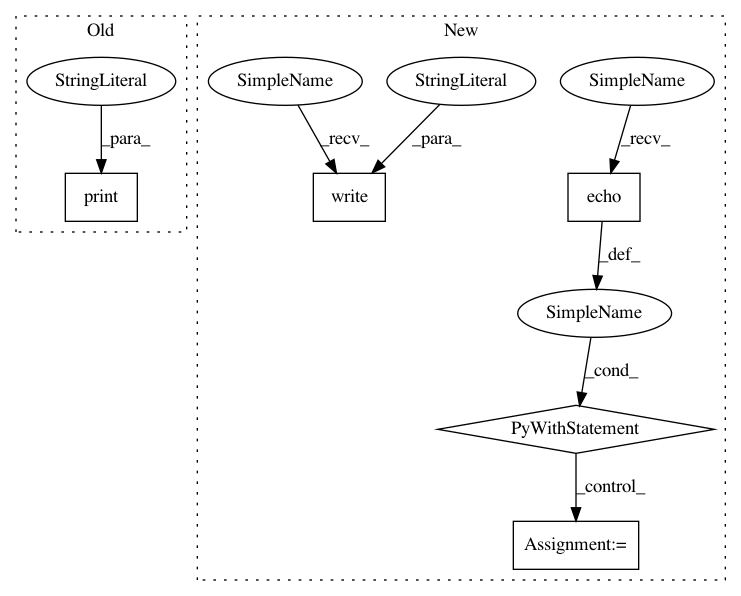 Old
New
StringLiteral
SimpleName
StringLiteral
SimpleName
_para_
_recv_
_para_
_recv_
print
write
echo
_def_
SimpleName
_cond_
PyWithStatement
_control_
Assignment:=